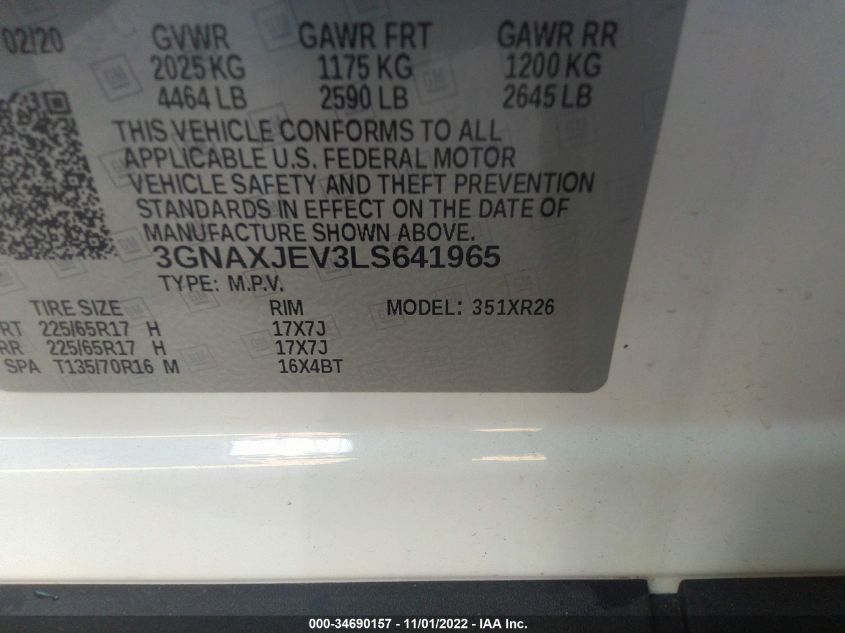 02/20 GVWR GAWR FRT GAWR RR
2025 KG 1175 KG 1200 KG
4464 LB 2590 LB 2645 LB
THIS VEHICLE CONFORMS TO ALL
APPLICABLE U.S. FEDERAL MOTOR
VEHICLE SAFETY AND THEFT PREVENTION
STANDARDS IN EFFECT ON THE DATE OF
MANUFACTURE SHOWN ABOVE.
3GNAXJEV3LS641965
TYPE: M.P.V.
TIRE SIZE RIM MODEL: 351XR26
RT 225/65R17 H 17X7J
RR 225/65R17 H 17X7J
SPA T135/70R16 M 16X4BT
000-34690157 - 11/01/2022 - IAA Inc.